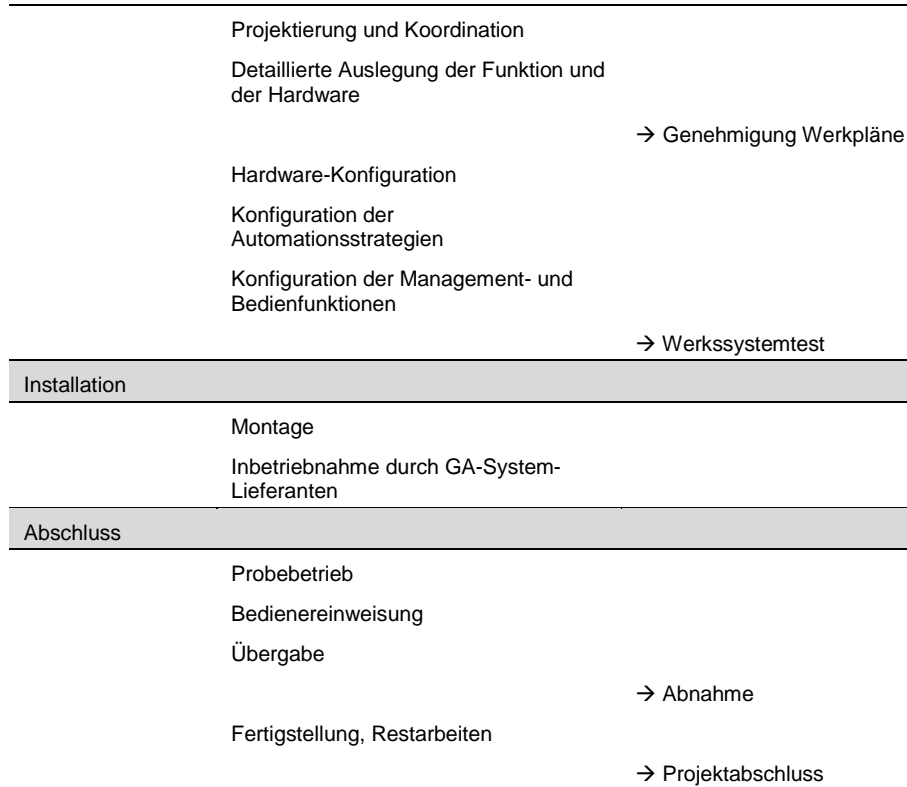 Projektierung und Koordination
Detaillierte Auslegung der Funktion und
der Hardware
→ Genehmigung Werkpläne
Hardware-Konfiguration
Konfiguration der
Automationsstrategien
Konfiguration der Management- und
Bedienfunktionen
→ Werkssystemtest
Installation
Montage
Inbetriebnahme durch GA-System-
Lieferanten
Abschluss
Probebetrieb
Bedienereinweisung
Übergabe
→ Abnahme
Fertigstellung, Restarbeiten
→ Projektabschluss